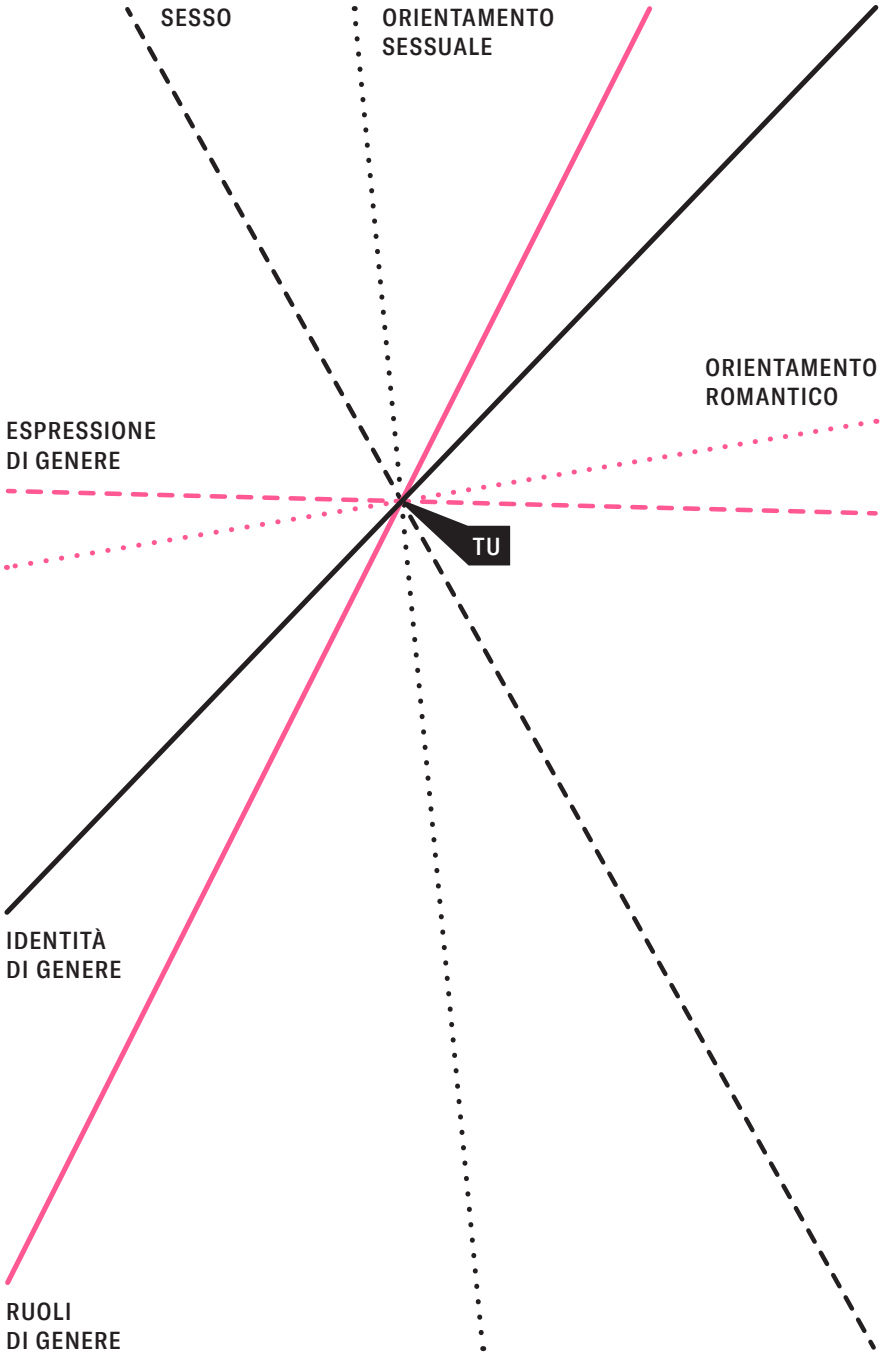 SESSO
ORIENTAMENTO
SESSUALE
ORIENTAMENTO
ROMANTICO
ESPRESSIONE
DI GENERE
TU
IDENTITÀ
DI GENERE
RUOLI
DI GENERE